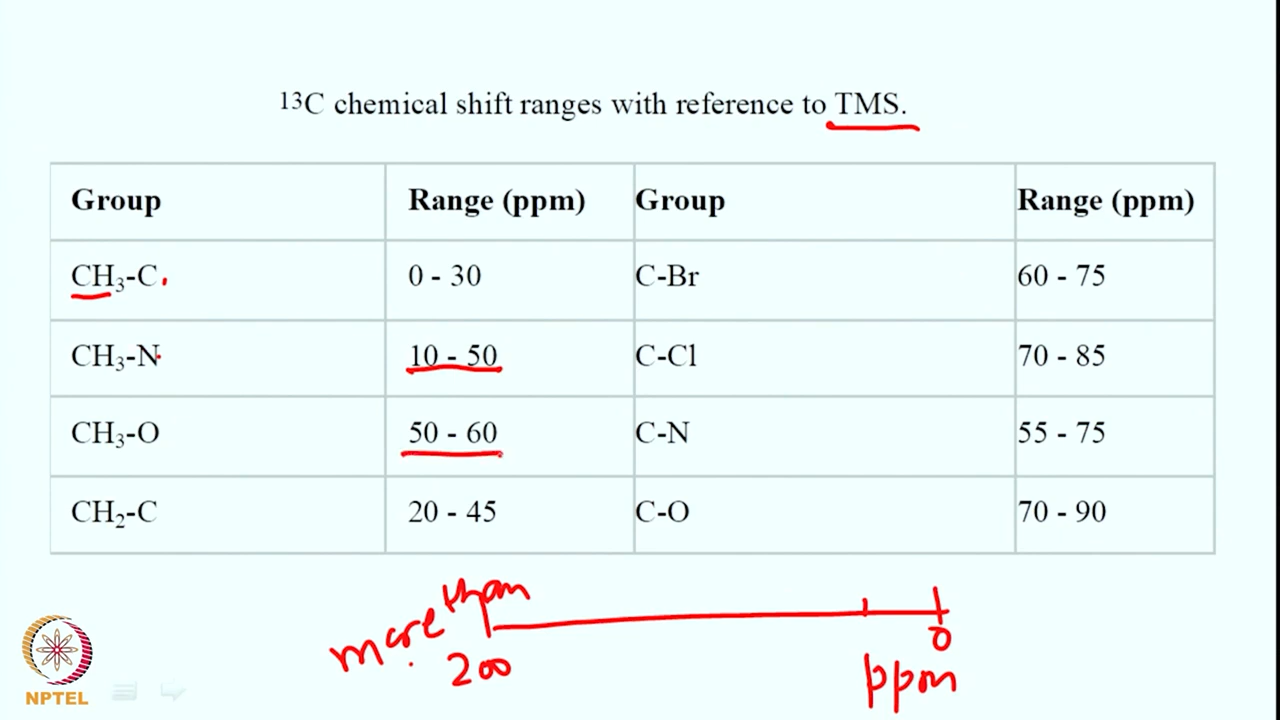 13C chemical shift ranges with reference to TMS.
Group Range (ppm) Group Range (ppm)
CH3-C 0 - 30 C-Br 60 - 75
CH3-N 10 - 50 C-Cl 70 - 85
CH3-O 50 - 60 C-N 55 - 75
CH2-C 20 - 45 C-O 70 - 90
more than
200 0
ppm
NPTEL